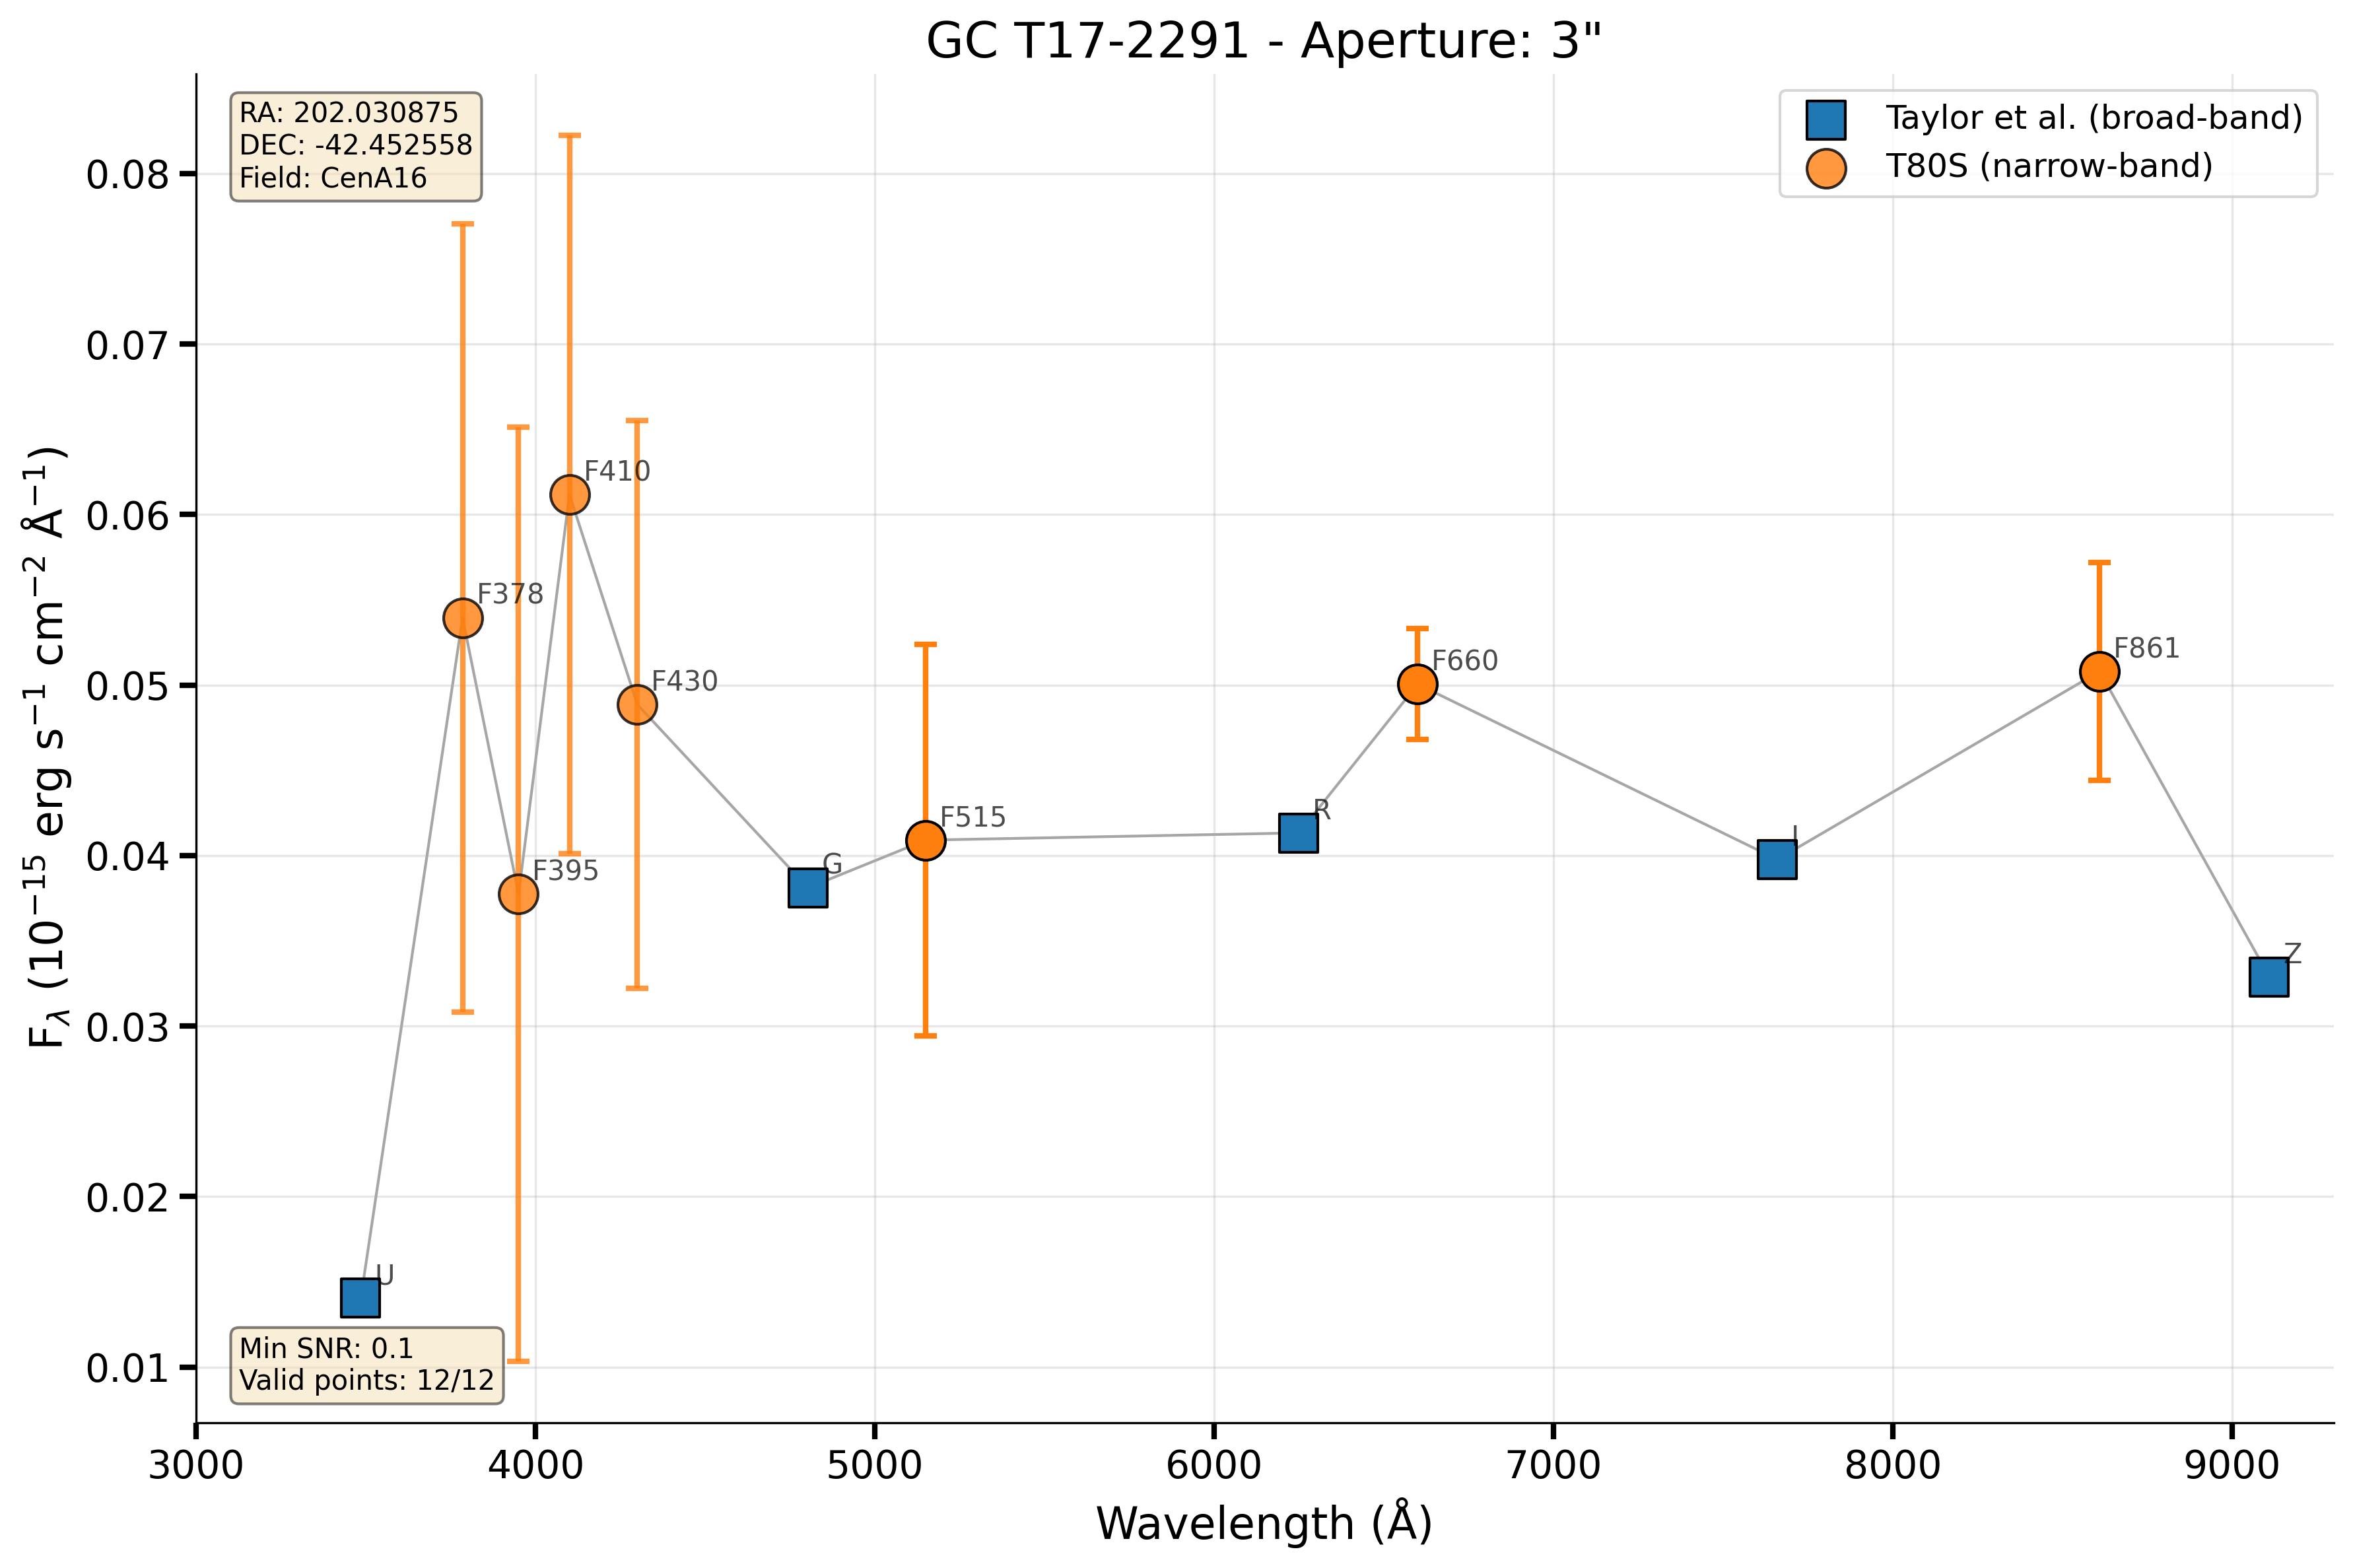 GC T17-2291 - Aperture: 3"
RA: 202.030875
DEC: -42.452558
Field: CenA16
Taylor et al. (broad-band)
T80S (narrow-band)
0.08
0.07
0.06
0.05
0.04
0.03
0.02
0.01
F_λ (10⁻¹⁵ erg s⁻¹ cm⁻² Å⁻¹)
U
F378
F395
F410
F430
G
F515
R
F660
I
F861
Z
Min SNR: 0.1
Valid points: 12/12
3000 4000 5000 6000 7000 8000 9000
Wavelength (Å)